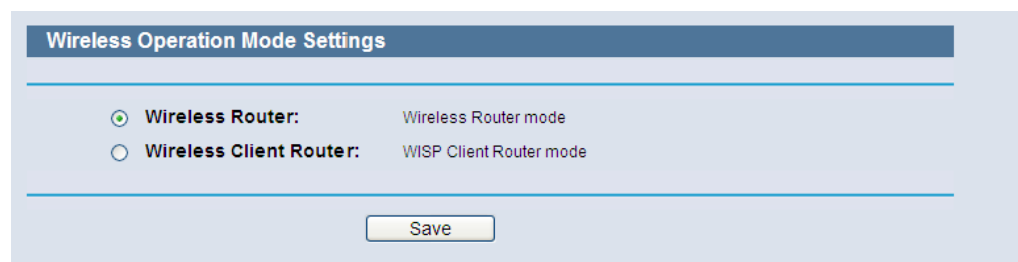 Wireless Operation Mode Settings
Wireless Router: Wireless Router mode
Wireless Client Router: WISP Client Router mode
Save